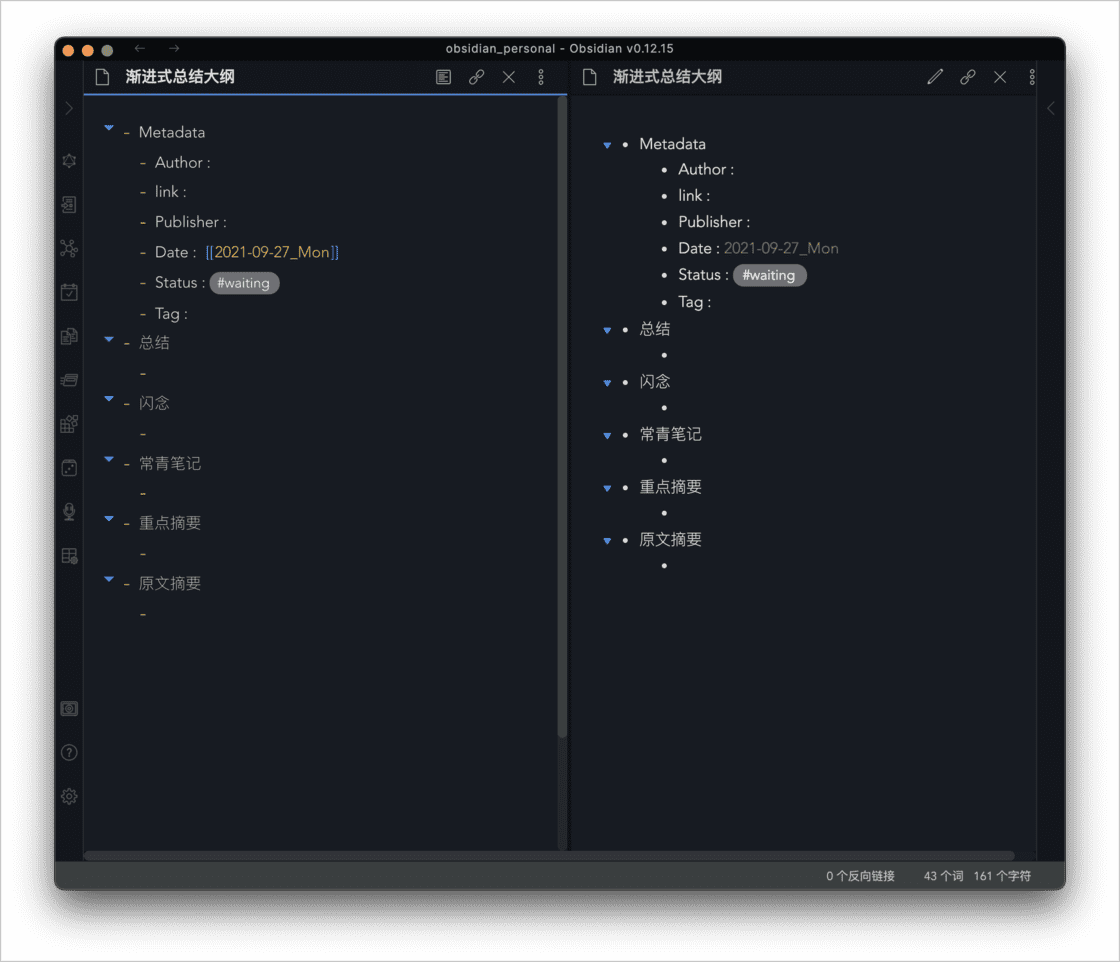 obsidian_personal - Obsidian v0.12.15
渐进式总结大纲
- Metadata
- Author :
- link :
- Publisher :
- Date : [[2021-09-27_Mon]]
- Status : #waiting
- Tag :
- 总结
-
- 闪念
-
- 常青笔记
-
- 重点摘要
-
- 原文摘要
-
渐进式总结大纲
• Metadata
• Author :
• link :
• Publisher :
• Date : 2021-09-27_Mon
• Status : #waiting
• Tag :
• 总结
•
• 闪念
•
• 常青笔记
•
• 重点摘要
•
• 原文摘要
•
0 个反向链接 43 个词 161 个字符